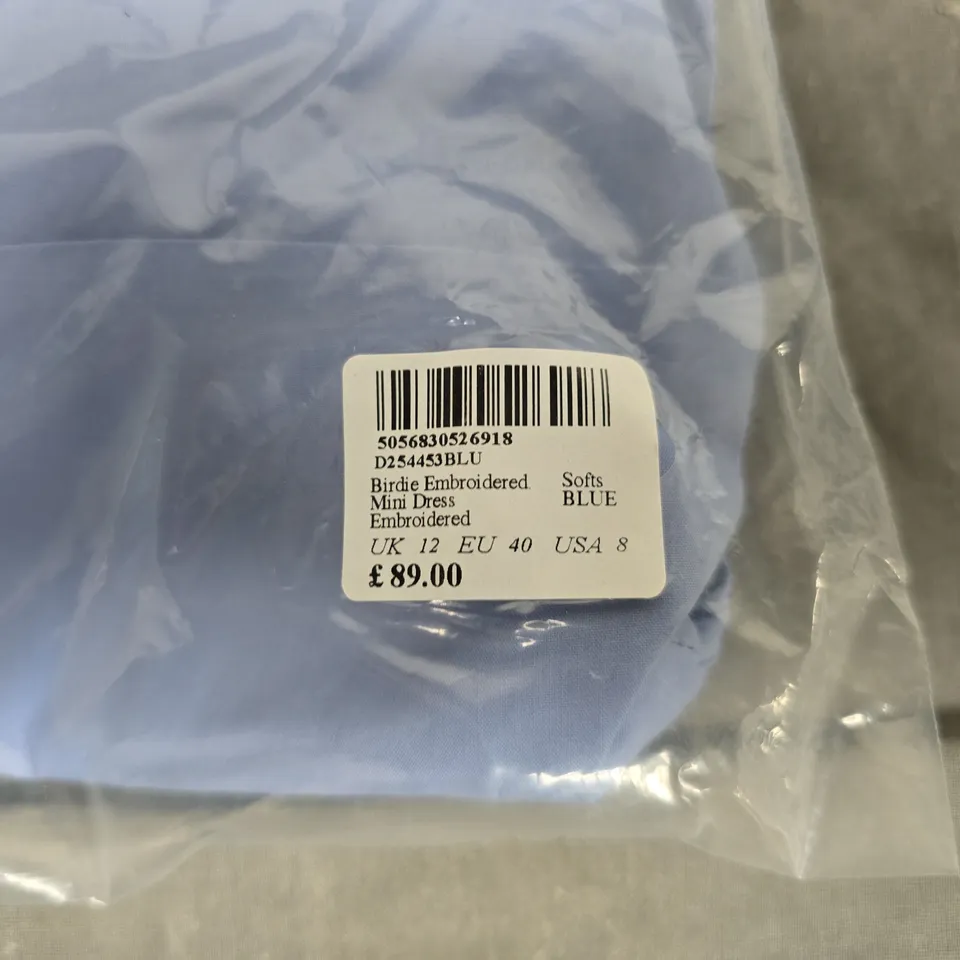 5056830526918
D254453BLU
Birdie Embroidered Softs
Mini Dress BLUE
Embroidered
UK 12 EU 40 USA 8
£89.00